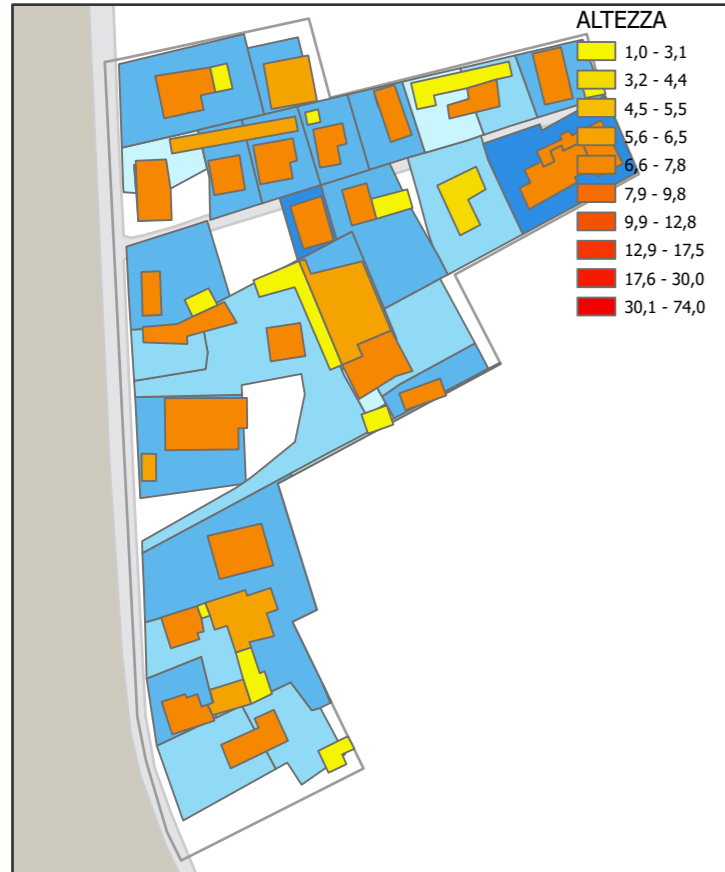 ALTEZZA
1,0 - 3,1
3,2 - 4,4
4,5 - 5,5
5,6 - 6,5
6,6 - 7,8
7,9 - 9,8
9,9 - 12,8
12,9 - 17,5
17,6 - 30,0
30,1 - 74,0